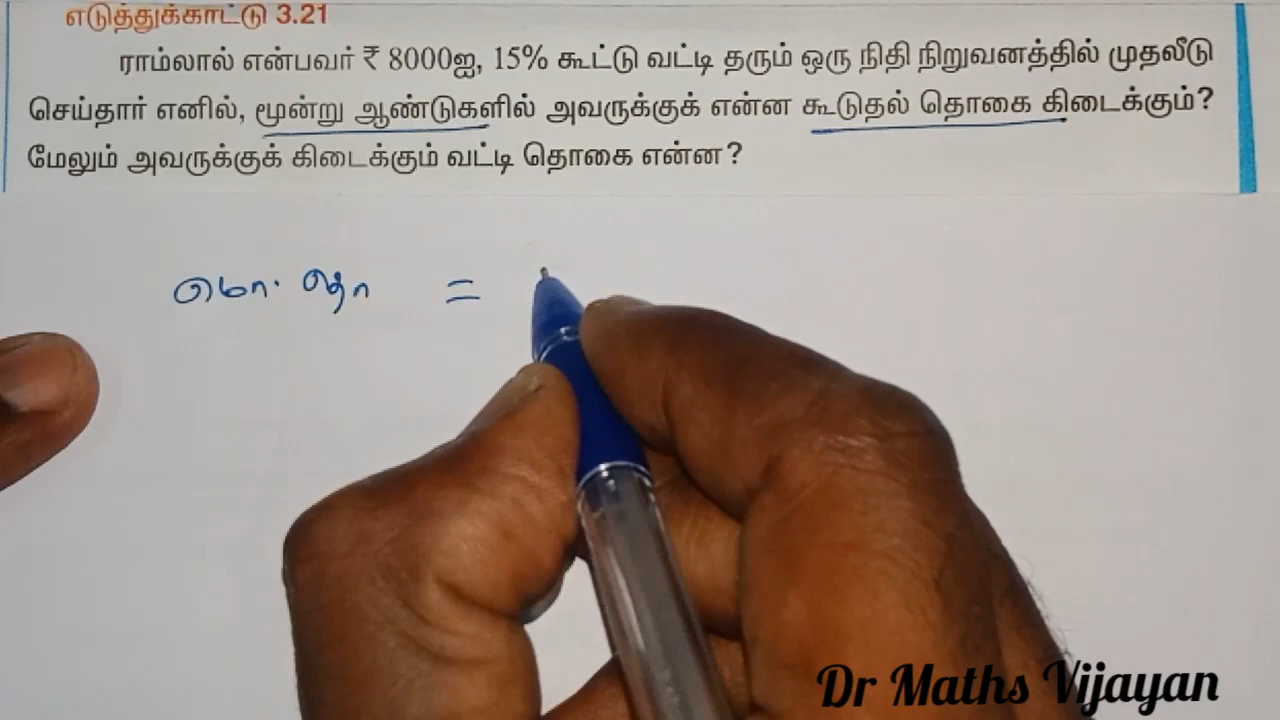 எடுத்துக்காட்டு 3.21
ராம்லால் என்பவர் ₹ 8000ஐ, 15% கூட்டு வட்டி தரும் ஒரு நிதி நிறுவனத்தில் முதலீடு
செய்தார் எனில், மூன்று ஆண்டுகளில் அவருக்குக் என்ன கூடுதல் தொகை கிடைக்கும்?
மேலும் அவருக்குக் கிடைக்கும் வட்டி தொகை என்ன?
மொ. தொ =
Dr Maths Vijayan